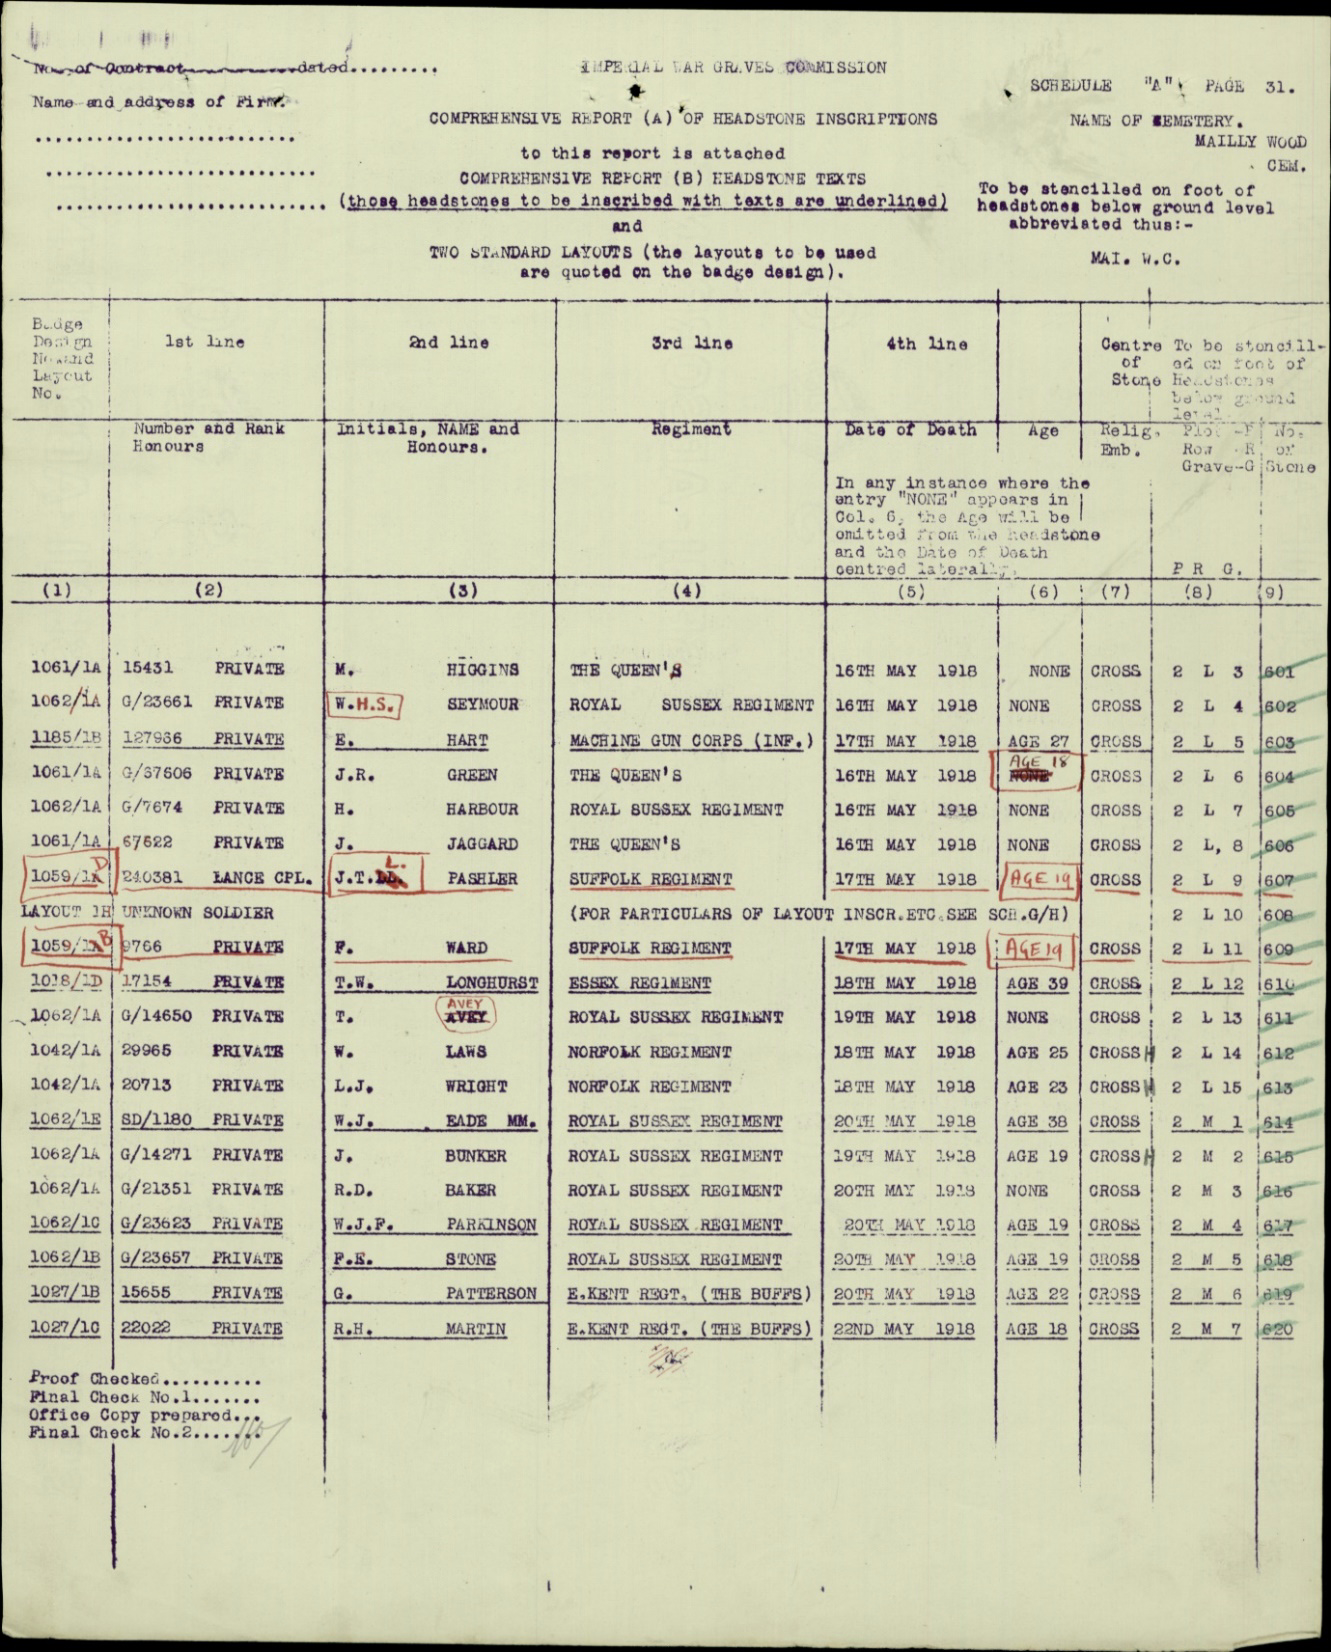 No. of Contract dated.........
IMPERIAL WAR GRAVES COMMISSION
SCHEDULE "A" PAGE 31.
Name and address of Firm.
COMPREHENSIVE REPORT (A) OF HEADSTONE INSCRIPTIONS
NAME OF CEMETERY.
MAILLY WOOD
CEM.
to this report is attached
COMPREHENSIVE REPORT (B) HEADSTONE TEXTS
(those headstones to be inscribed with texts are underlined)
and
TWO STANDARD LAYOUTS (the layouts to be used
are quoted on the badge design).
To be stencilled on foot of
headstones below ground level
abbreviated thus:-
MAI. W.C.
Badge
Design
No. and
Layout
No.
1st line
2nd line
3rd line
4th line
Centre
of
Stone
To be stencill-
ed on foot of
Headstones
below ground
level.
Number and Rank
Honours
Initials, NAME and
Honours.
Regiment
Date of Death
Age
Relig.
Emb.
Plot -P
Row -R
Grave-G
No.
or
Stone
In any instance where the
entry "NONE" appears in
Col. 6, the Age will be
omitted from the headstone
and the Date of Death
centred laterally.
P R G.
(1) (2) (3) (4) (5) (6) (7) (8) (9)
1061/1A 15431 PRIVATE M. HIGGINS THE QUEEN'S 16TH MAY 1918 NONE CROSS 2 L 3 601
1062/1A G/23661 PRIVATE W.H.S. SEYMOUR ROYAL SUSSEX REGIMENT 16TH MAY 1918 NONE CROSS 2 L 4 602
1185/1B 127936 PRIVATE E. HART MACHINE GUN CORPS (INF.) 17TH MAY 1918 AGE 27 CROSS 2 L 5 603
1061/1A G/67606 PRIVATE J.R. GREEN THE QUEEN'S 16TH MAY 1918 AGE 18 NONE CROSS 2 L 6 604
1062/1A G/7674 PRIVATE H. HARBOUR ROYAL SUSSEX REGIMENT 16TH MAY 1918 NONE CROSS 2 L 7 605
1061/1A 67622 PRIVATE J. JAGGARD THE QUEEN'S 16TH MAY 1918 NONE CROSS 2 L, 8 606
1059/1D 240381 LANCE CPL. J.T.L. PASHLER SUFFOLK REGIMENT 17TH MAY 1918 AGE 19 CROSS 2 L 9 607
LAYOUT 1H UNKNOWN SOLDIER (FOR PARTICULARS OF LAYOUT INSCR.ETC.SEE SCH.G/H) 2 L 10 608
1059/1B 9766 PRIVATE F. WARD SUFFOLK REGIMENT 17TH MAY 1918 AGE 19 CROSS 2 L 11 609
1018/1D 17154 PRIVATE T.W. LONGHURST ESSEX REGIMENT 18TH MAY 1918 AGE 39 CROSS 2 L 12 610
1062/1A G/14650 PRIVATE T. AVEY AVEY ROYAL SUSSEX REGIMENT 19TH MAY 1918 NONE CROSS 2 L 13 611
1042/1A 29965 PRIVATE W. LAWS NORFOLK REGIMENT 18TH MAY 1918 AGE 25 CROSS 2 L 14 612
1042/1A 20713 PRIVATE L.J. WRIGHT NORFOLK REGIMENT 18TH MAY 1918 AGE 23 CROSS 2 L 15 613
1062/1E SD/1180 PRIVATE W.J. EADE MM. ROYAL SUSSEX REGIMENT 20TH MAY 1918 AGE 38 CROSS 2 M 1 614
1062/1A G/14271 PRIVATE J. BUNKER ROYAL SUSSEX REGIMENT 19TH MAY 1918 AGE 19 CROSS 2 M 2 615
1062/1A G/21351 PRIVATE R.D. BAKER ROYAL SUSSEX REGIMENT 20TH MAY 1918 NONE CROSS 2 M 3 616
1062/1C G/23623 PRIVATE W.J.F. PARKINSON ROYAL SUSSEX REGIMENT 20TH MAY 1918 AGE 19 CROSS 2 M 4 617
1062/1B G/23657 PRIVATE F.E. STONE ROYAL SUSSEX REGIMENT 20TH MAY 1918 AGE 19 CROSS 2 M 5 618
1027/1B 15655 PRIVATE G. PATTERSON E.KENT REGT. (THE BUFFS) 20TH MAY 1918 AGE 22 CROSS 2 M 6 619
1027/1C 22022 PRIVATE R.H. MARTIN E.KENT REGT. (THE BUFFS) 22ND MAY 1918 AGE 18 CROSS 2 M 7 620
Proof Checked..........
Final Check No.1.......
Office Copy prepared...
Final Check No.2.......